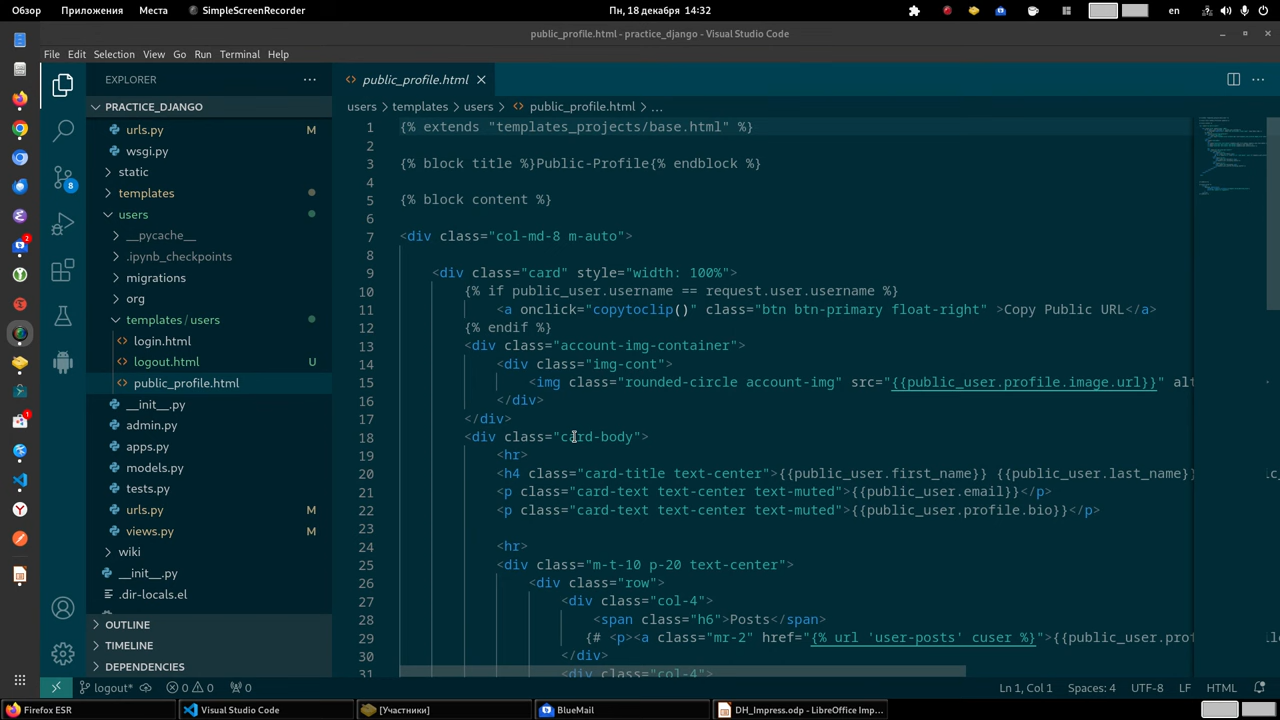 Обзор Приложения Места SimpleScreenRecorder Пн, 18 декабря 14:32 en
public_profile.html - practice_django - Visual Studio Code
File Edit Selection View Go Run Terminal Help
EXPLORER
public_profile.html
PRACTICE_DJANGO
users > templates > users > public_profile.html > ...
urls.py M
wsgi.py
static
templates
users
__pycache__
.ipynb_checkpoints
migrations
org
templates/users
login.html
logout.html U
public_profile.html
__init__.py
admin.py
apps.py
models.py
tests.py
urls.py M
views.py
wiki
__init__.py
.dir-locals.el
OUTLINE
TIMELINE
DEPENDENCIES
8
2
1
1 {% extends "templates_projects/base.html" %}
2
3 {% block title %}Public-Profile{% endblock %}
4
5 {% block content %}
6
7 <div class="col-md-8 m-auto">
8
9 <div class="card" style="width: 100%">
10 {% if public_user.username == request.user.username %}
11 <a onclick="copytoclip()" class="btn btn-primary float-right" >Copy Public URL</a>
12 {% endif %}
13 <div class="account-img-container">
14 <div class="img-cont">
15 <img class="rounded-circle account-img" src="{{public_user.profile.image.url}}" alt
16 </div>
17 </div>
18 <div class="card-body">
19 <hr>
20 <h4 class="card-title text-center">{{public_user.first_name}} {{public_user.last_name}}
21 <p class="card-text text-center text-muted">{{public_user.email}}</p>
22 <p class="card-text text-center text-muted">{{public_user.profile.bio}}</p>
23
24 <hr>
25 <div class="m-t-10 p-20 text-center">
26 <div class="row">
27 <div class="col-4">
28 <span class="h6">Posts</span>
29 {# <p><a class="mr-2" href="{% url 'user-posts' cuser %}">{{public_user.prof
30 </div>
31 <div class="col-4">
logout* 0 0 0 Ln 1, Col 1 Spaces: 4 UTF-8 LF HTML
Firefox ESR Visual Studio Code [Участники] BlueMail DH_Impress.odp - LibreOffice Imp...